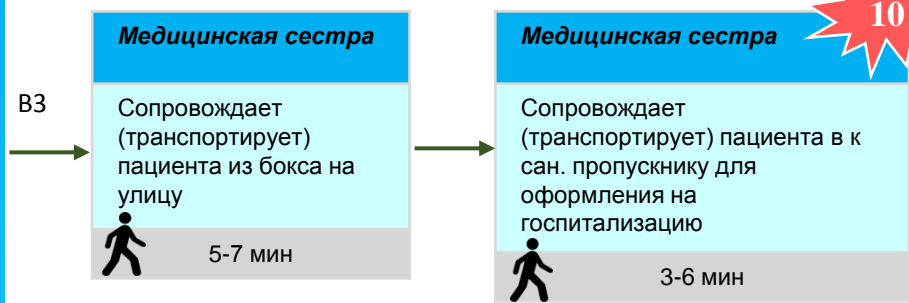 В3
Медицинская сестра
Сопровождает
(транспортирует)
пациента из бокса на
улицу
5-7 мин
Медицинская сестра
10
Сопровождает
(транспортирует) пациента в к
сан. пропускнику для
оформления на
госпитализацию
3-6 мин